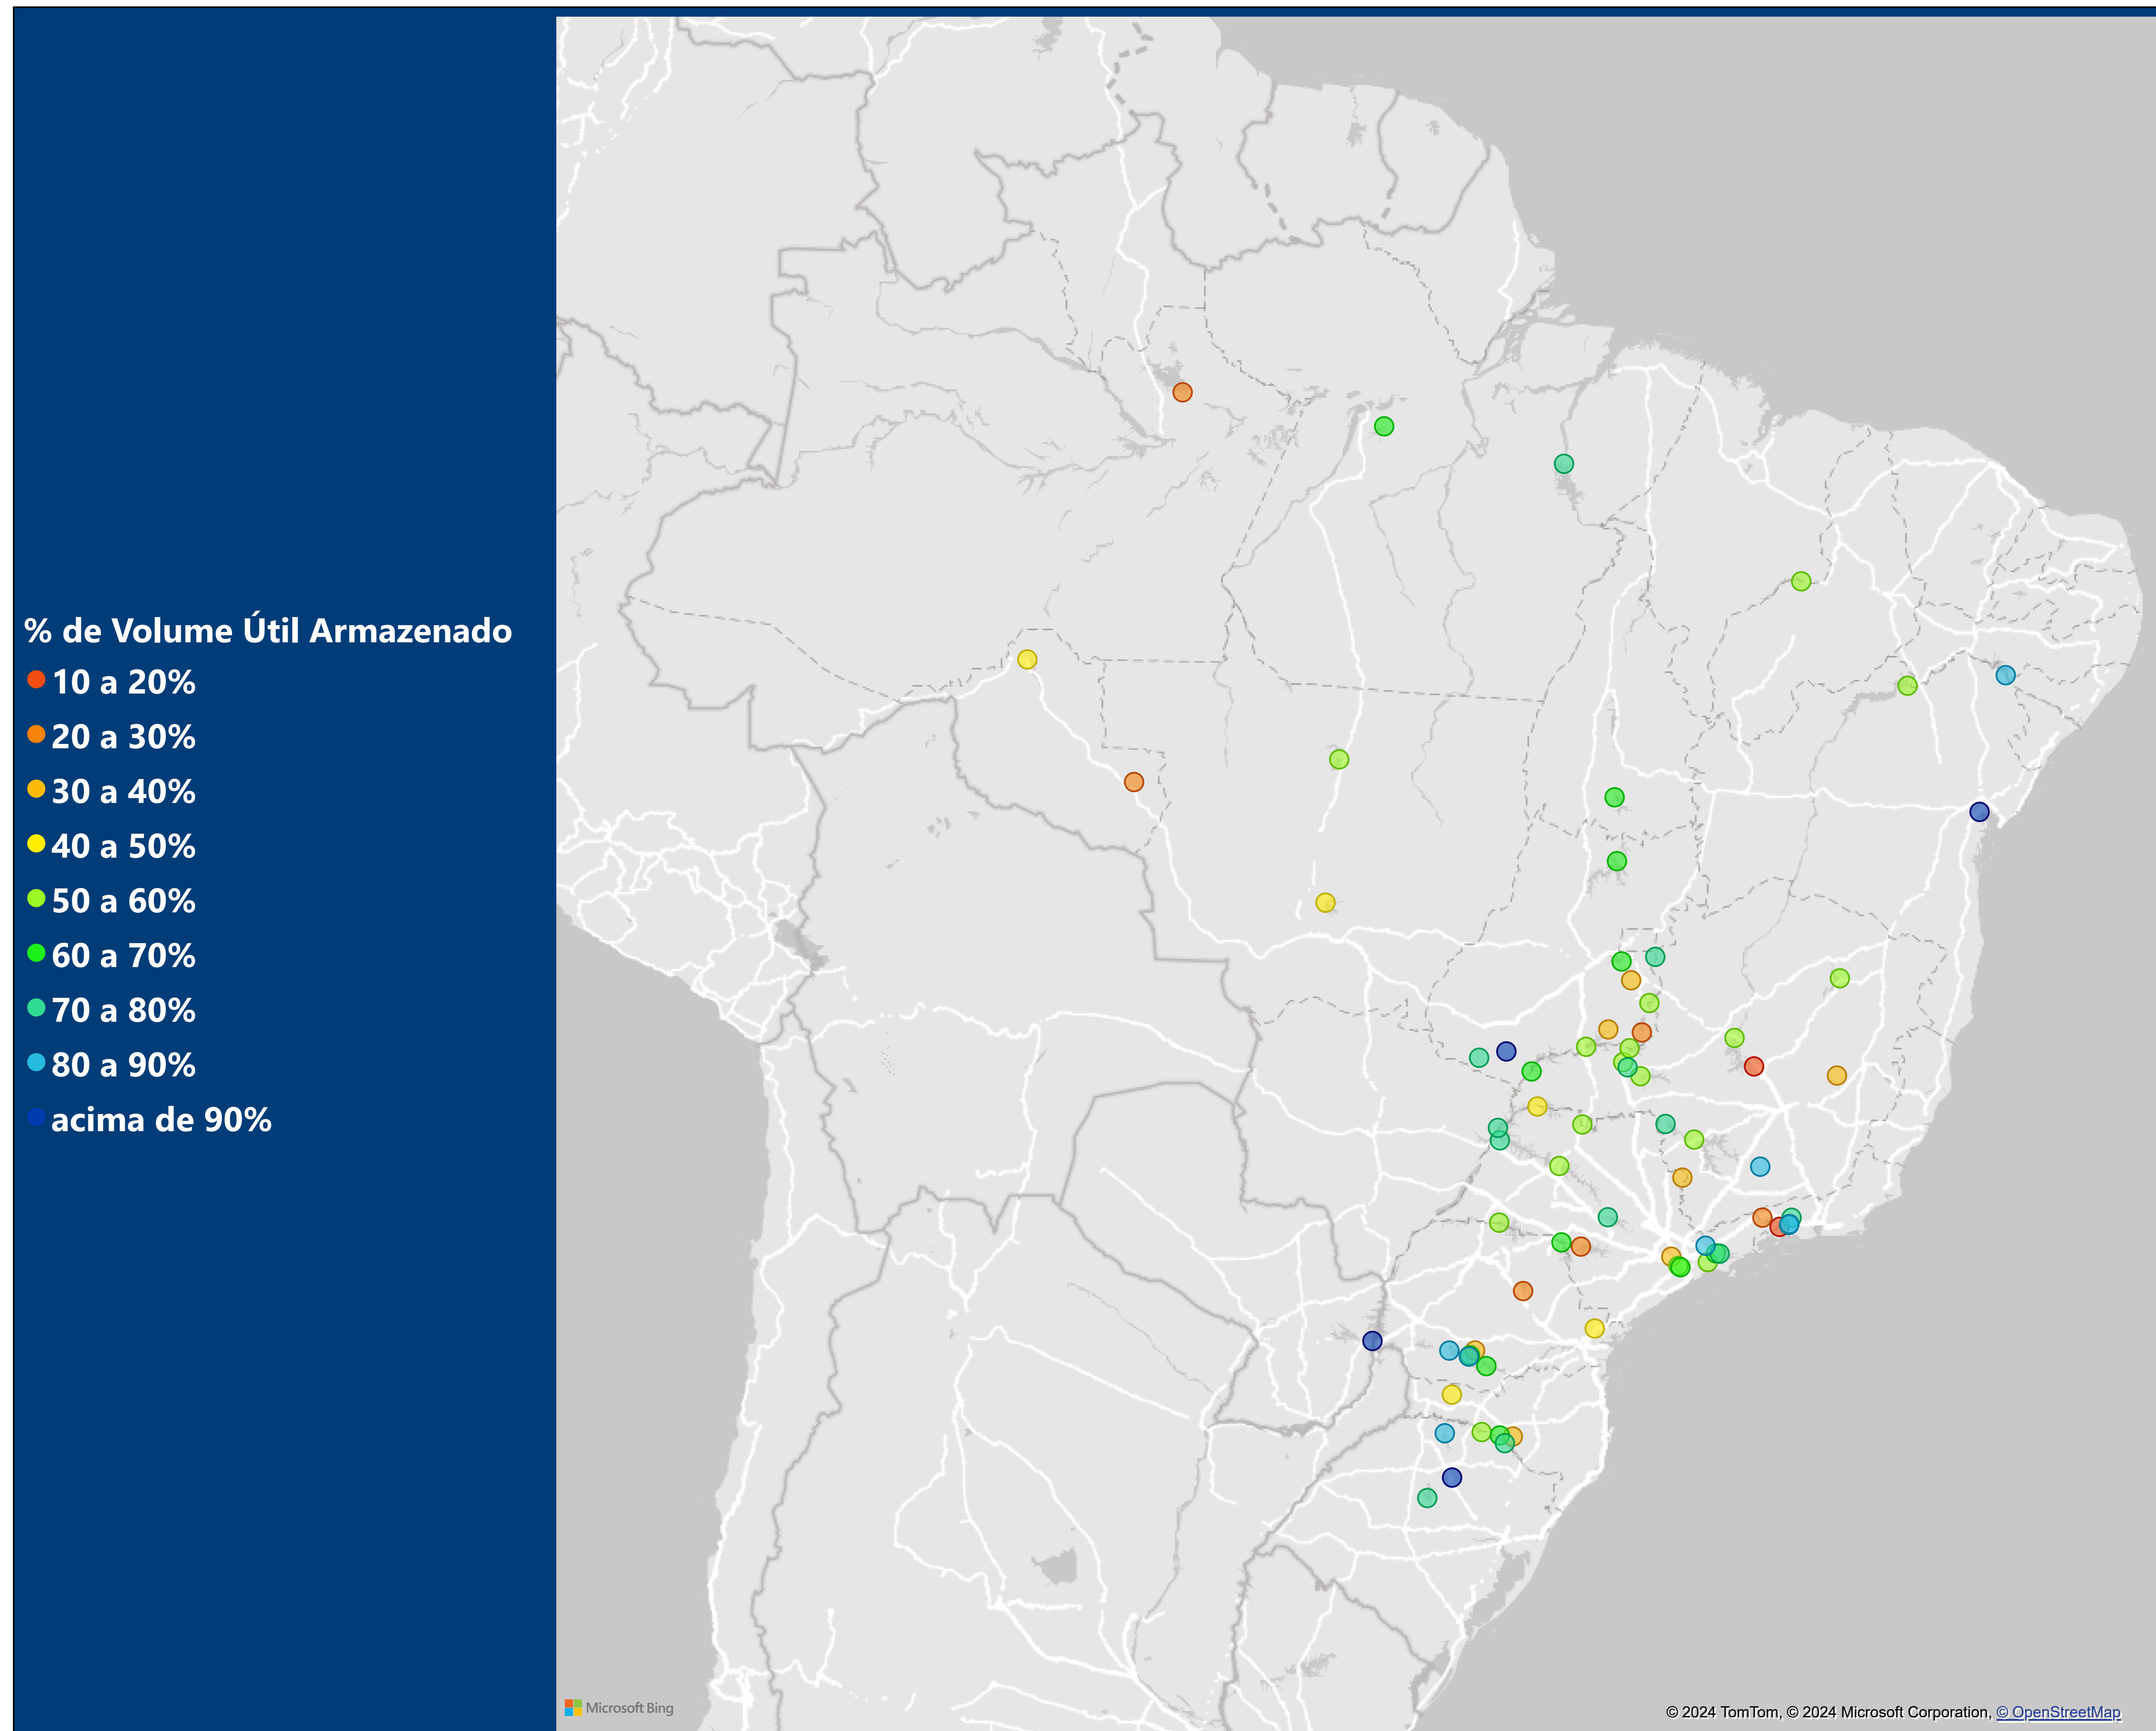 % de Volume Útil Armazenado
10 a 20%
20 a 30%
30 a 40%
40 a 50%
50 a 60%
60 a 70%
70 a 80%
80 a 90%
acima de 90%
Microsoft Bing
© 2024 TomTom, © 2024 Microsoft Corporation, © OpenStreetMap